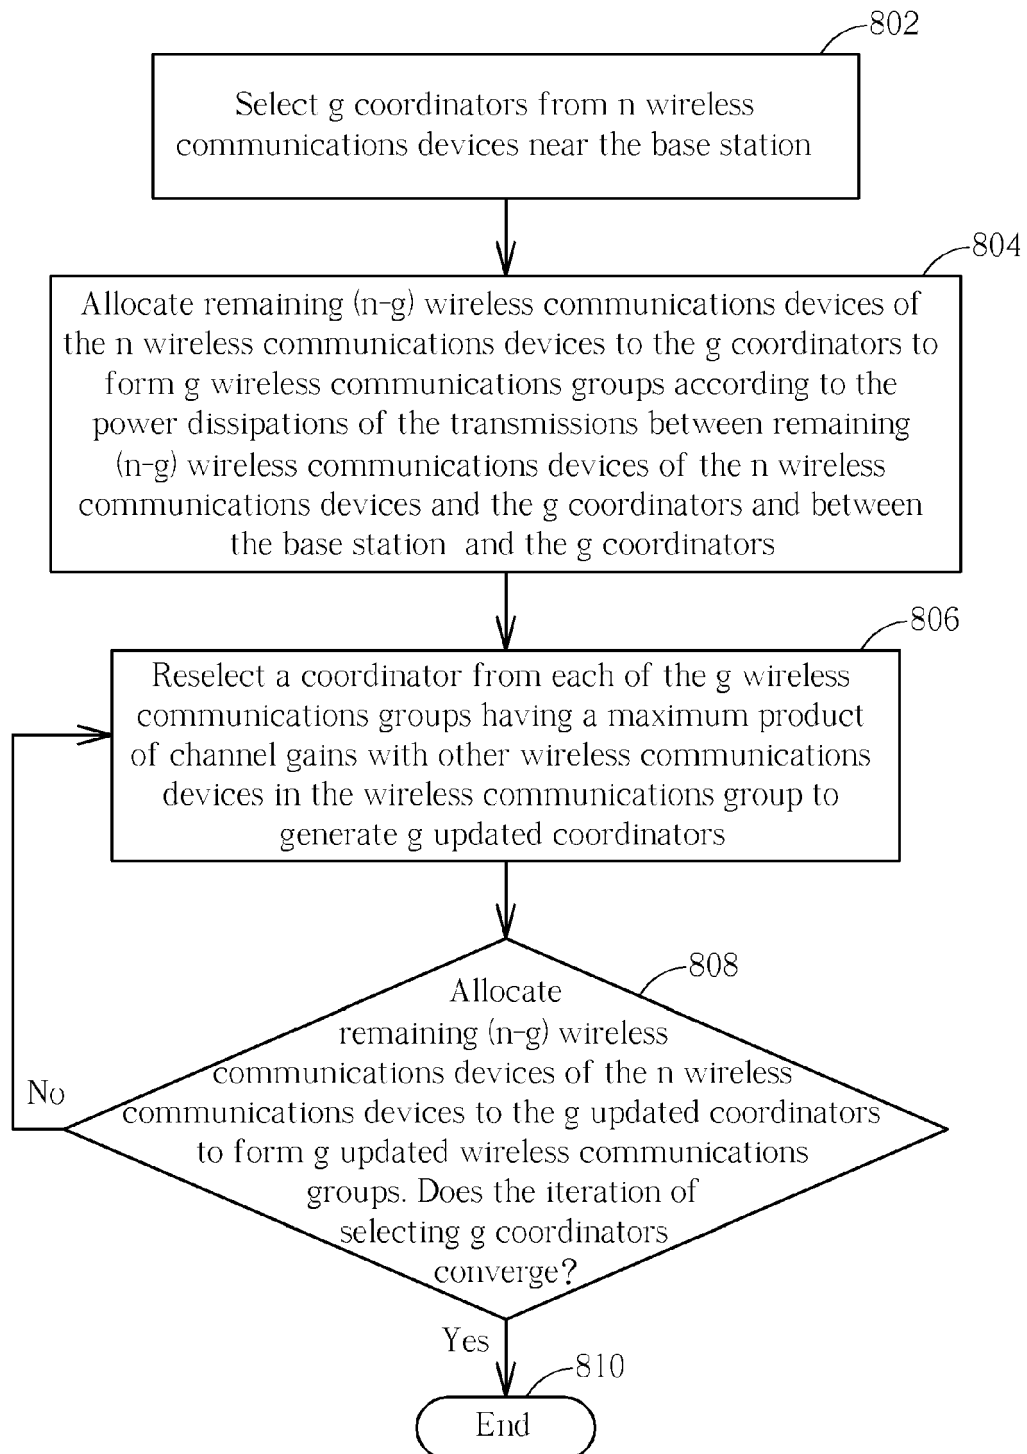 802
Select g coordinators from n wireless
communications devices near the base station
804
Allocate remaining (n-g) wireless communications devices of
the n wireless communications devices to the g coordinators to
form g wireless communications groups according to the
power dissipations of the transmissions between remaining
(n-g) wireless communications devices of the n wireless
communications devices and the g coordinators and between
the base station and the g coordinators
806
Reselect a coordinator from each of the g wireless
communications groups having a maximum product
of channel gains with other wireless communications
devices in the wireless communications group to
generate g updated coordinators
808
Allocate
remaining (n-g) wireless
communications devices of the n wireless
No
communications devices to the g updated coordinators
to form g updated wireless communications
groups. Does the iteration of
selecting g coordinators
converge?
Yes
810
End